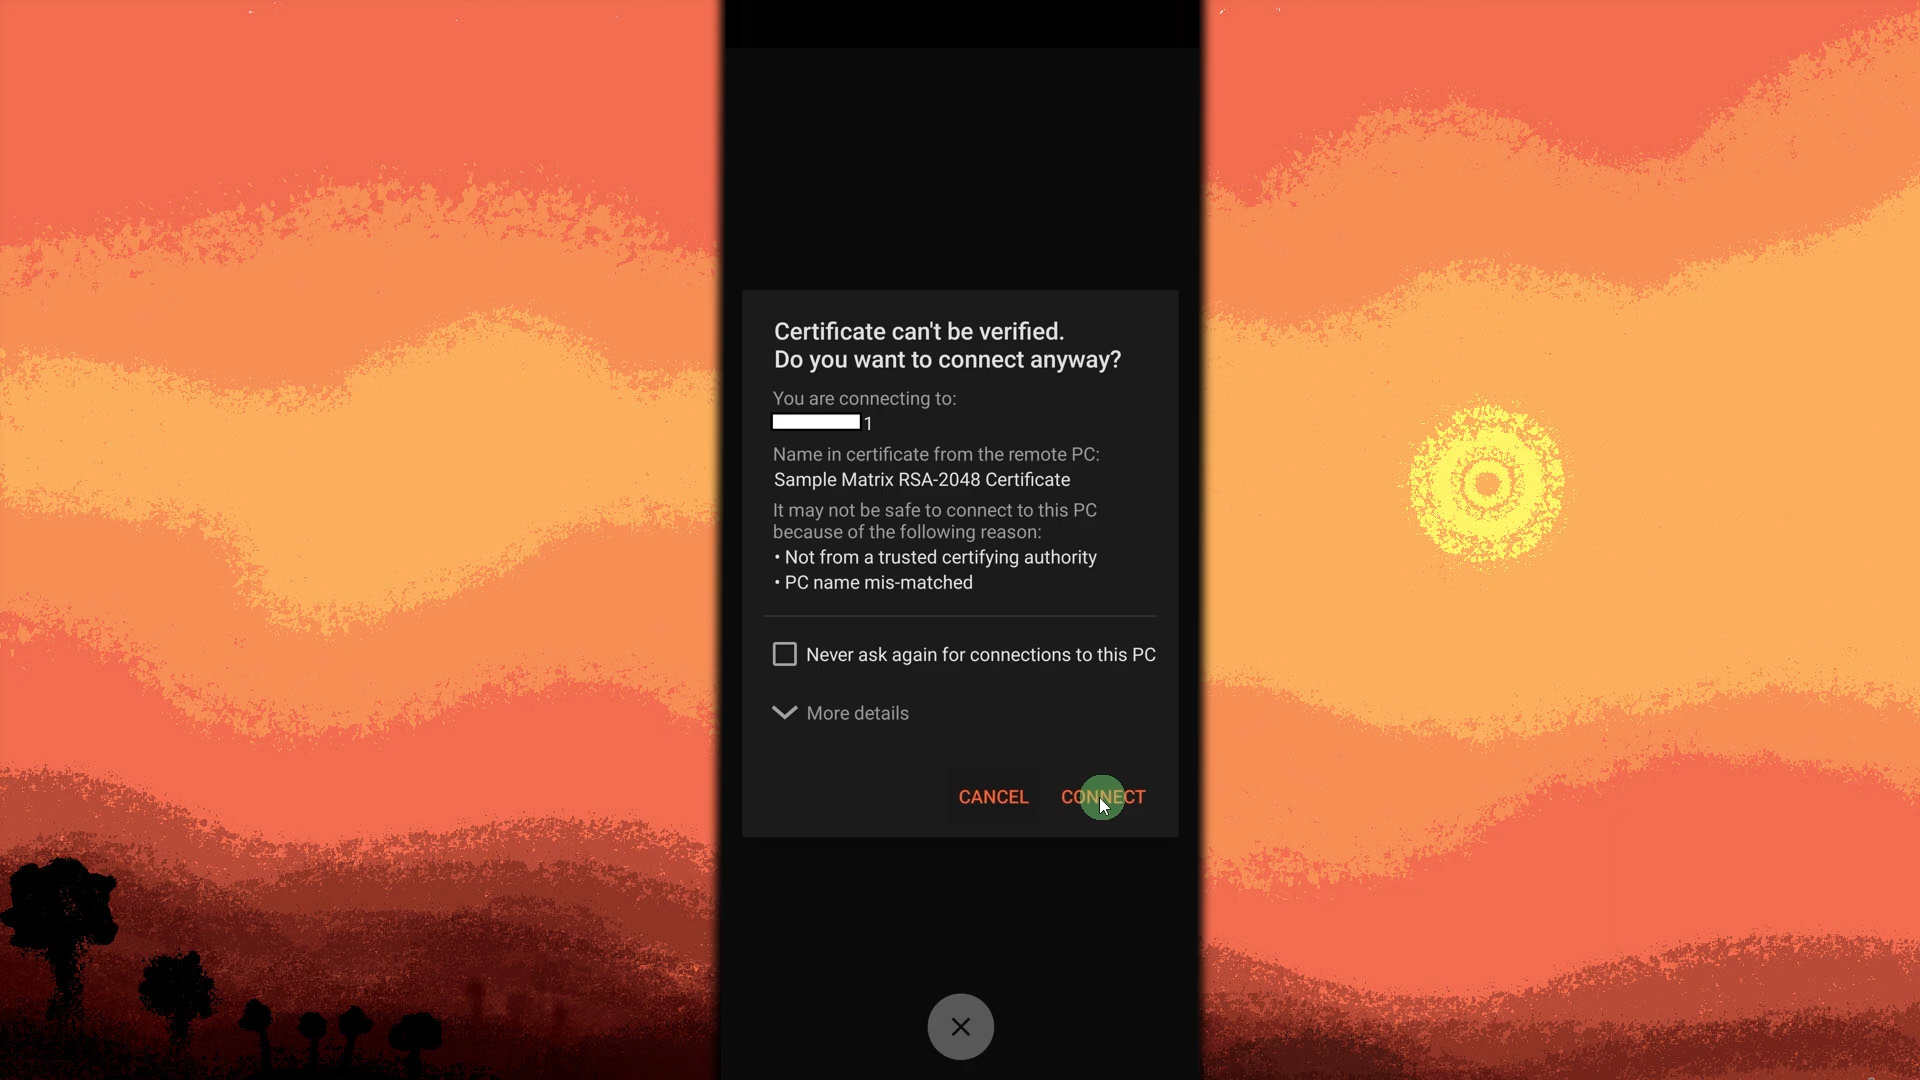 Certificate can't be verified.
Do you want to connect anyway?
You are connecting to:
1
Name in certificate from the remote PC:
Sample Matrix RSA-2048 Certificate
It may not be safe to connect to this PC
because of the following reason:
• Not from a trusted certifying authority
• PC name mis-matched
Never ask again for connections to this PC
More details
CANCEL CONNECT